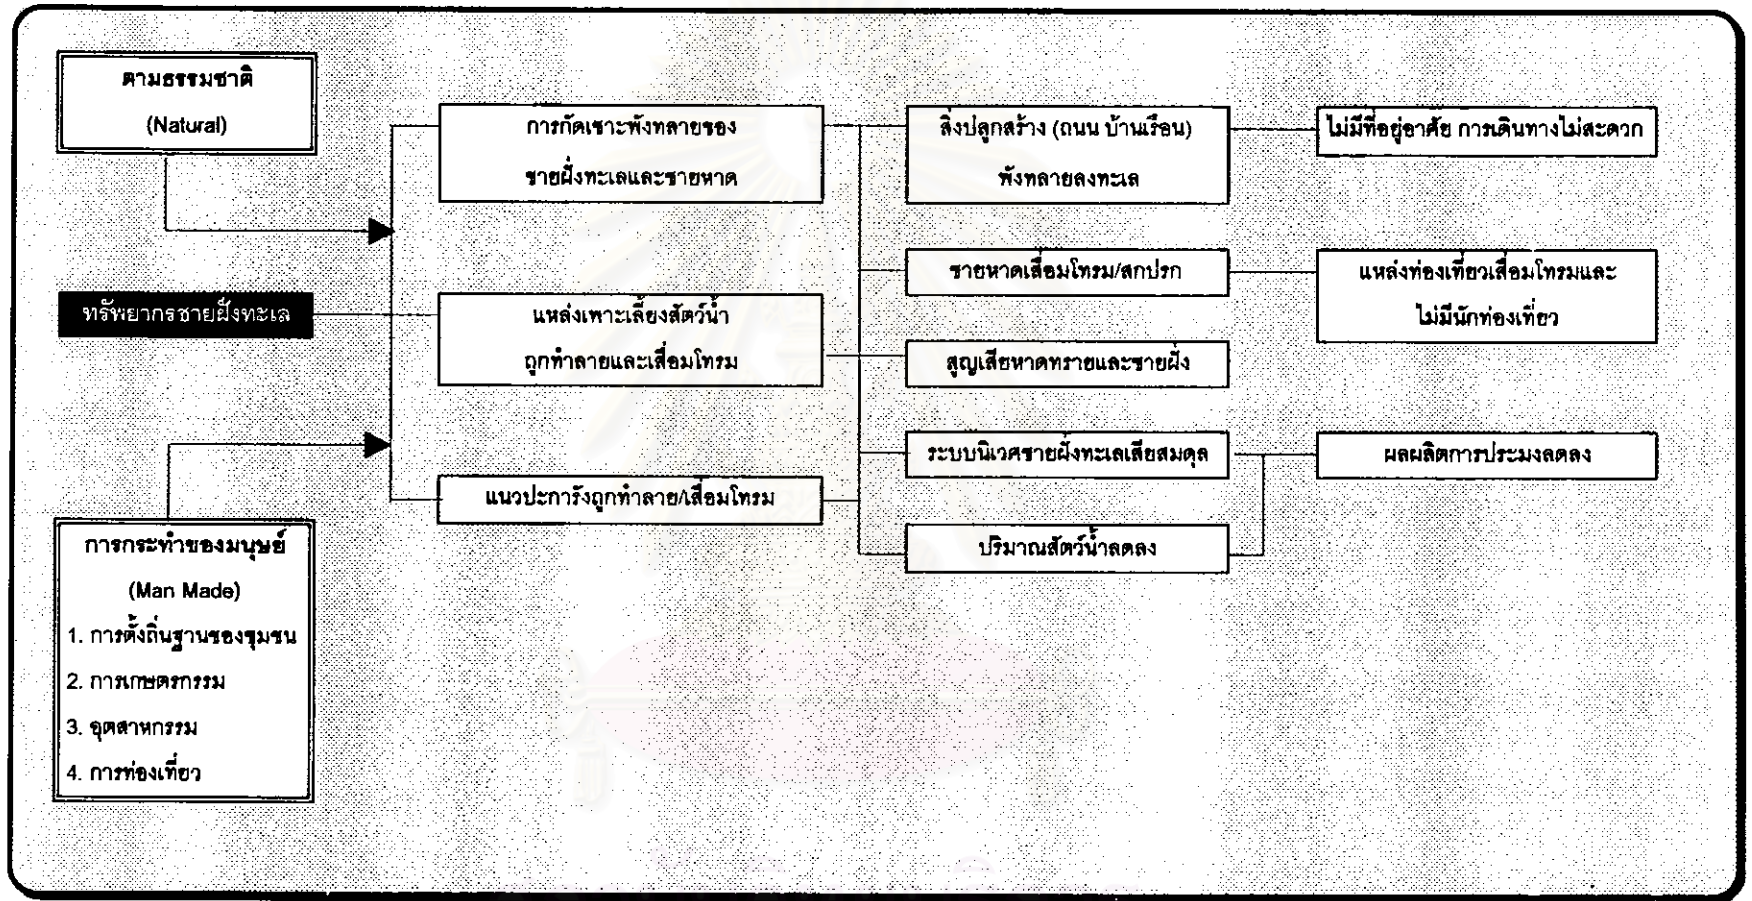 ตามธรรมชาติ
(Natural)
ทรัพยากรชายฝั่งทะเล
การกระทำของมนุษย์
(Man Made)
1. การตั้งถิ่นฐานของชุมชน
2. การเกษตรกรรม
3. อุตสาหกรรม
4. การท่องเที่ยว
การกัดเซาะพังทลายของ
ชายฝั่งทะเลและชายหาด
แหล่งเพาะเลี้ยงสัตว์น้ำ
ถูกทำลายและเสื่อมโทรม
แนวปะการังถูกทำลาย/เสื่อมโทรม
สิ่งปลูกสร้าง (ถนน บ้านเรือน)
พังทลายลงทะเล
ชายหาดเสื่อมโทรม/สกปรก
สูญเสียหาดทรายและชายฝั่ง
ระบบนิเวศชายฝั่งทะเลเสียสมดุล
ปริมาณสัตว์น้ำลดลง
ไม่มีที่อยู่อาศัย การเดินทางไม่สะดวก
แหล่งท่องเที่ยวเสื่อมโทรมและ
ไม่มีนักท่องเที่ยว
ผลผลิตการประมงลดลง